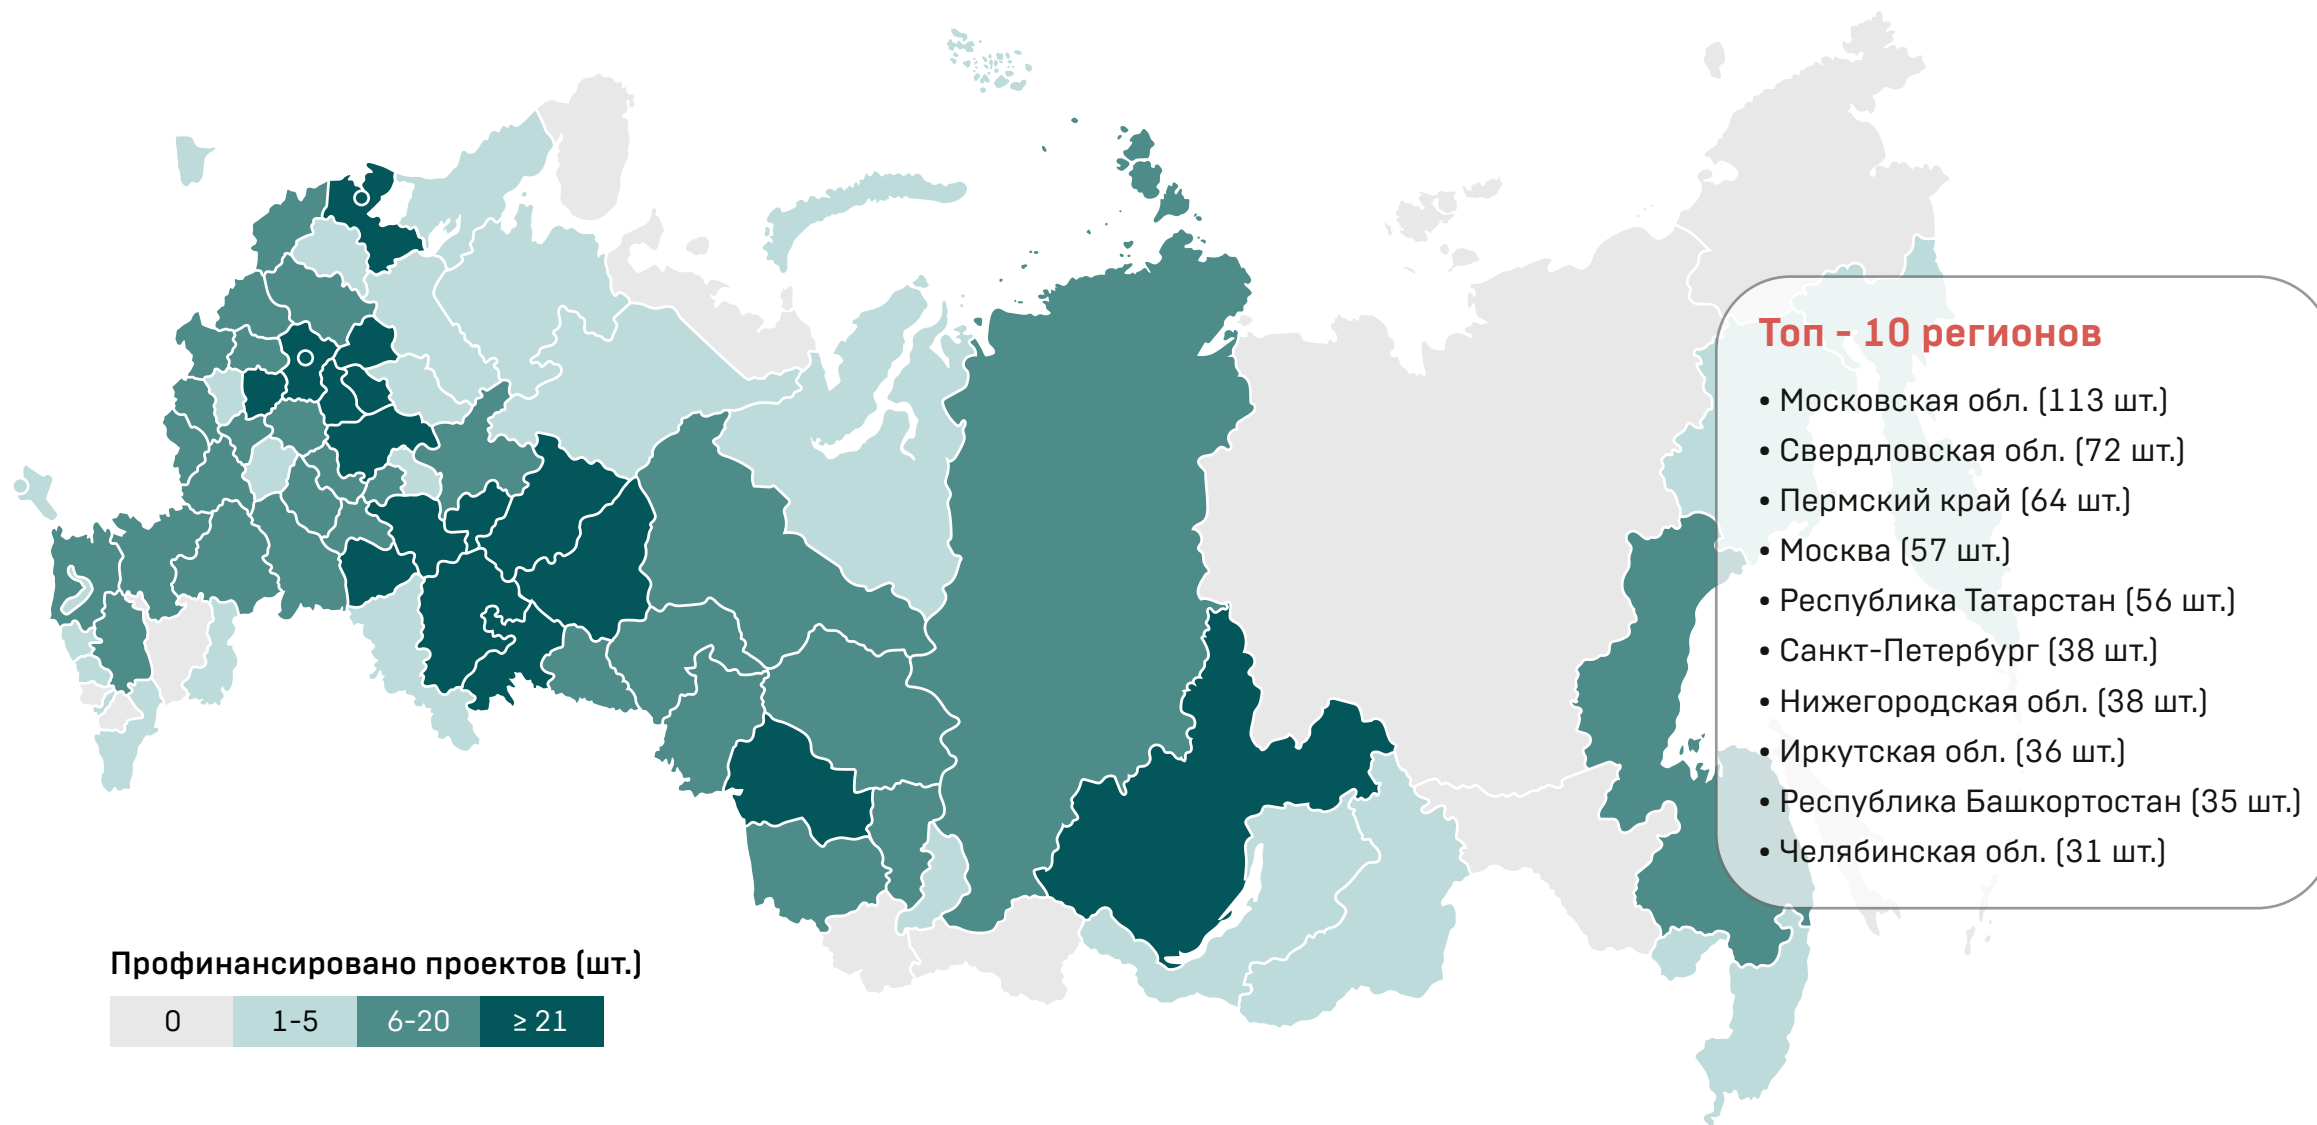 Топ - 10 регионов
• Московская обл. (113 шт.)
• Свердловская обл. (72 шт.)
• Пермский край (64 шт.)
• Москва (57 шт.)
• Республика Татарстан (56 шт.)
• Санкт-Петербург (38 шт.)
• Нижегородская обл. (38 шт.)
• Иркутская обл. (36 шт.)
• Республика Башкортостан (35 шт.)
• Челябинская обл. (31 шт.)
Профинансировано проектов (шт.)
0 1-5 6-20 ≥ 21